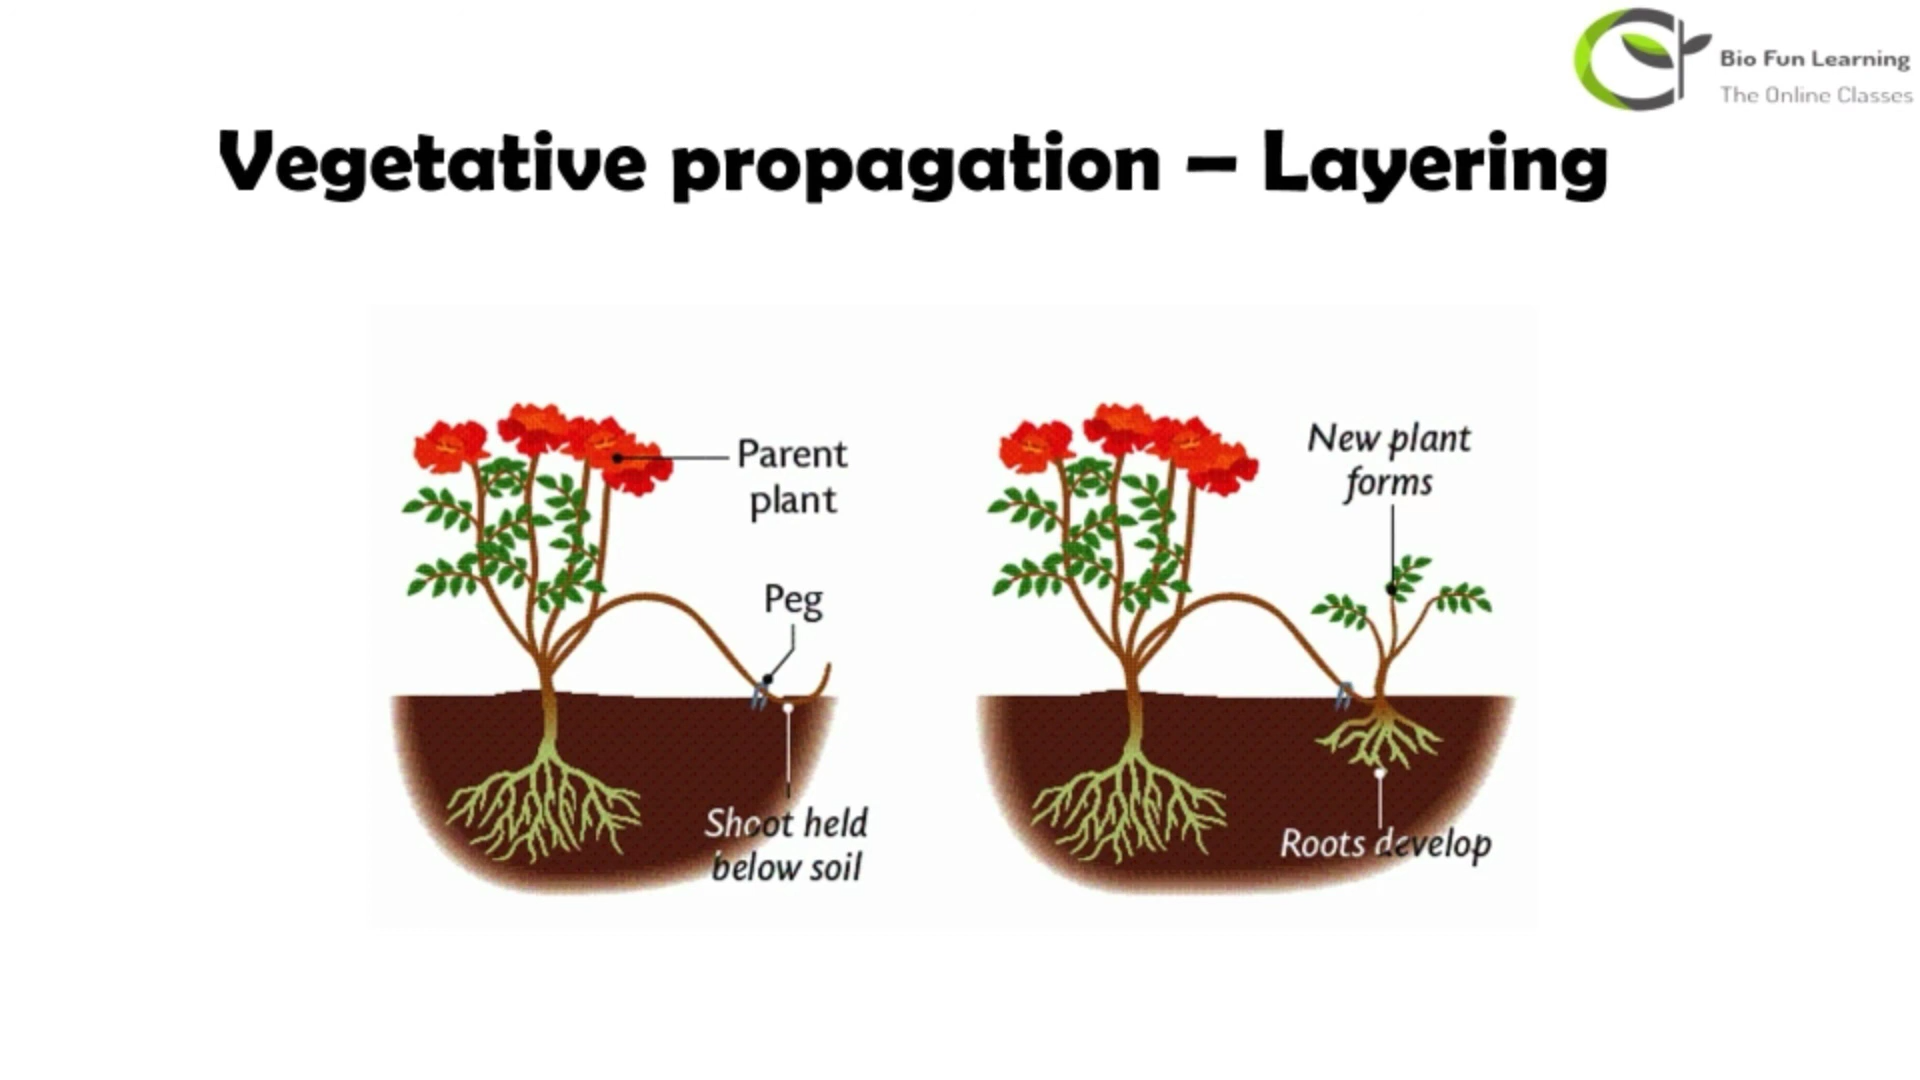 Bio Fun Learning
The Online Classes
Vegetative propagation – Layering
Parent
plant
Peg
Shoot held
below soil
New plant
forms
Roots develop